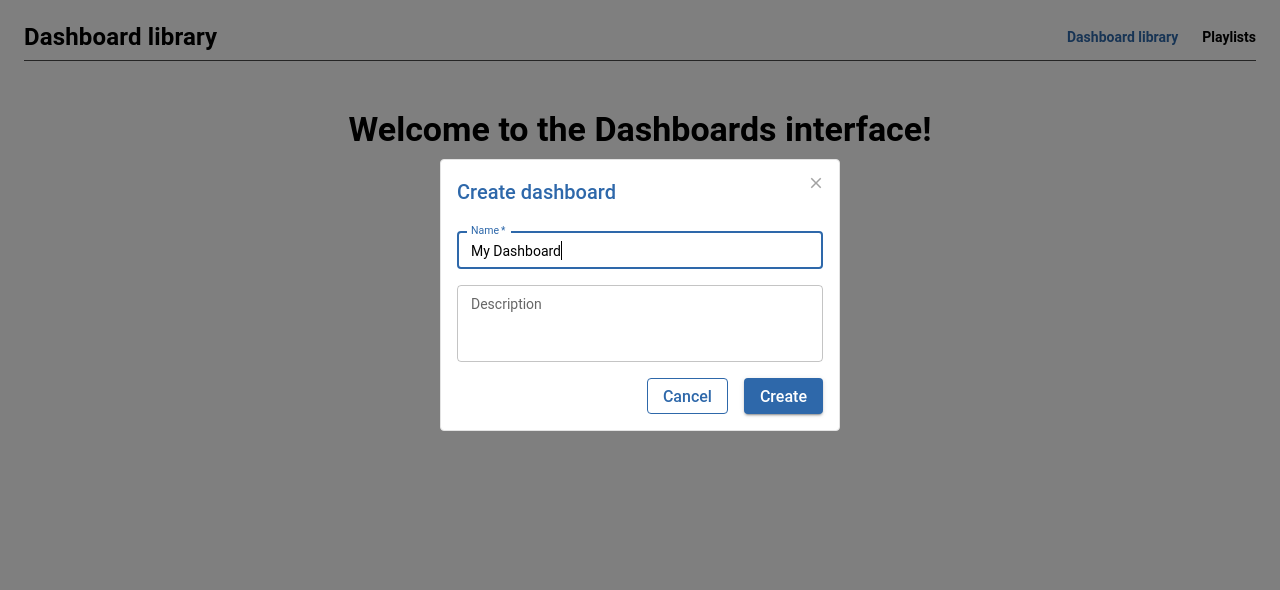 Dashboard library
Dashboard library
Playlists
Welcome to the Dashboards interface!
Create dashboard
×
Name *
My Dashboard
Description
Cancel
Create